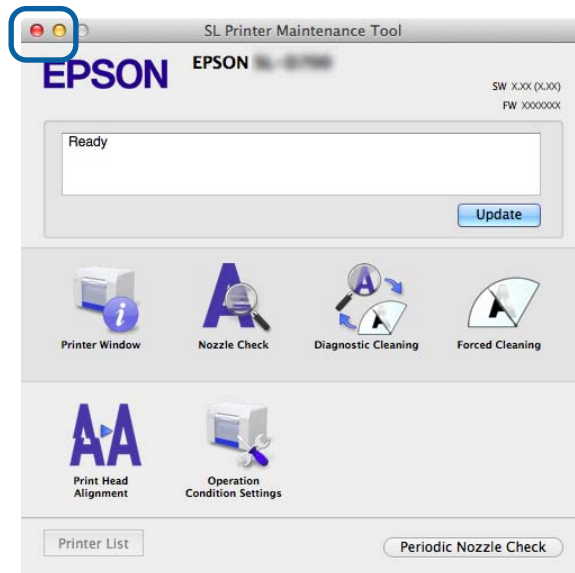 SL Printer Maintenance Tool
EPSON
EPSON
SW X.XX (X.XX)
FW XXXXXXX
Ready
Update
Printer Window
Nozzle Check
Diagnostic Cleaning
Forced Cleaning
Print Head
Alignment
Operation
Condition Settings
Printer List
Periodic Nozzle Check